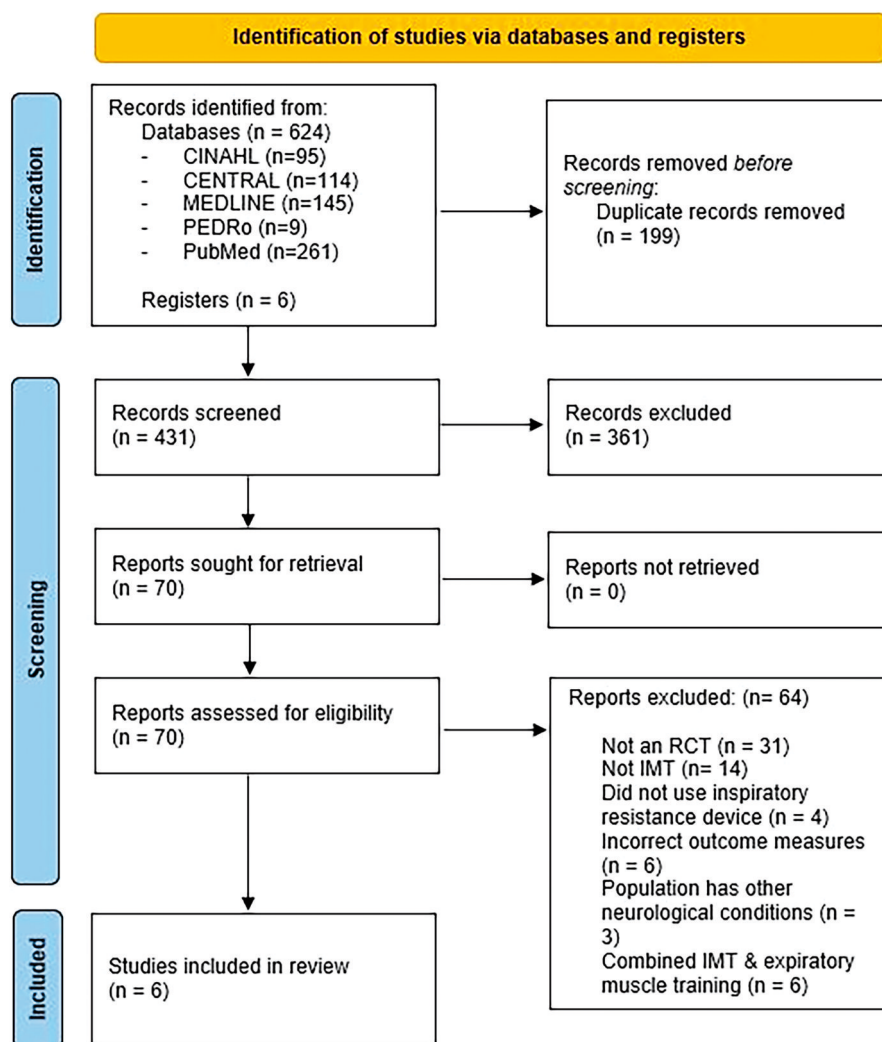 Identification of studies via databases and registers
Identification
Records identified from:
Databases (n = 624)
- CINAHL (n=95)
- CENTRAL (n=114)
- MEDLINE (n=145)
- PEDRo (n=9)
- PubMed (n=261)
Registers (n = 6)
Records removed before
screening:
Duplicate records removed
(n = 199)
Screening
Records screened
(n = 431)
Records excluded
(n = 361)
Reports sought for retrieval
(n = 70)
Reports not retrieved
(n = 0)
Reports assessed for eligibility
(n = 70)
Reports excluded: (n= 64)
Not an RCT (n = 31)
Not IMT (n= 14)
Did not use inspiratory
resistance device (n = 4)
Incorrect outcome measures
(n = 6)
Population has other
neurological conditions (n =
3)
Combined IMT & expiratory
muscle training (n = 6)
Included
Studies included in review
(n = 6)